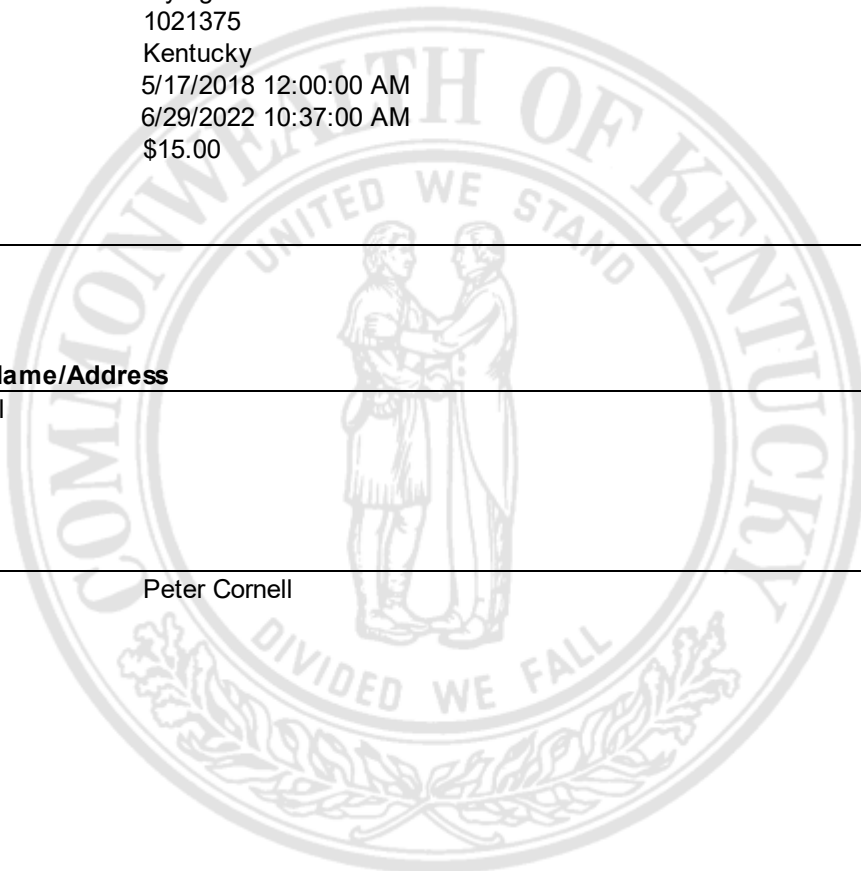 1021375
Kentucky
5/17/2018 12:00:00 AM
6/29/2022 10:37:00 AM
$15.00
COMMONWEALTH OF KENTUCKY
UNITED WE STAND
ame/Address
l
Peter Cornell
DIVIDED WE FALL